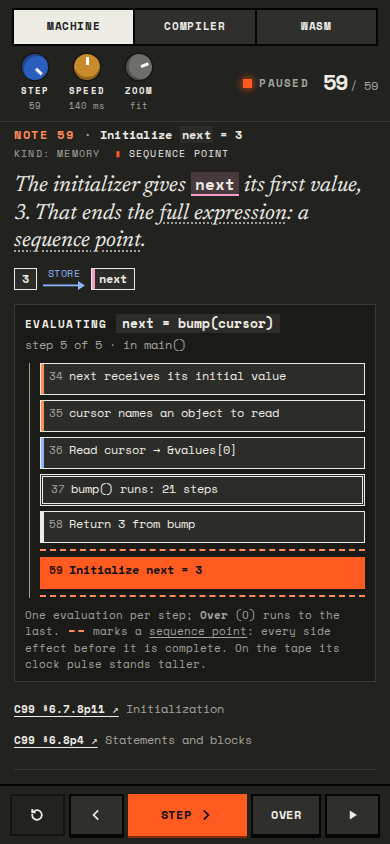 MACHINE COMPILER WASM
STEP SPEED ZOOM
59 140 ms fit
PAUSED 59 / 59
NOTE 59 · Initialize next = 3
KIND: MEMORY SEQUENCE POINT
The initializer gives next its first value,
3. That ends the full expression: a
sequence point.
3 STORE next
EVALUATING next = bump(cursor)
step 5 of 5 · in main()
34 next receives its initial value
35 cursor names an object to read
36 Read cursor → &values[0]
37 bump() runs: 21 steps
58 Return 3 from bump
59 Initialize next = 3
One evaluation per step; Over (O) runs to the
last. marks a sequence point: every side
effect before it is complete. On the tape its
clock pulse stands taller.
C99 §6.7.8p11 ↗ Initialization
C99 §6.8p4 ↗ Statements and blocks
STEP OVER